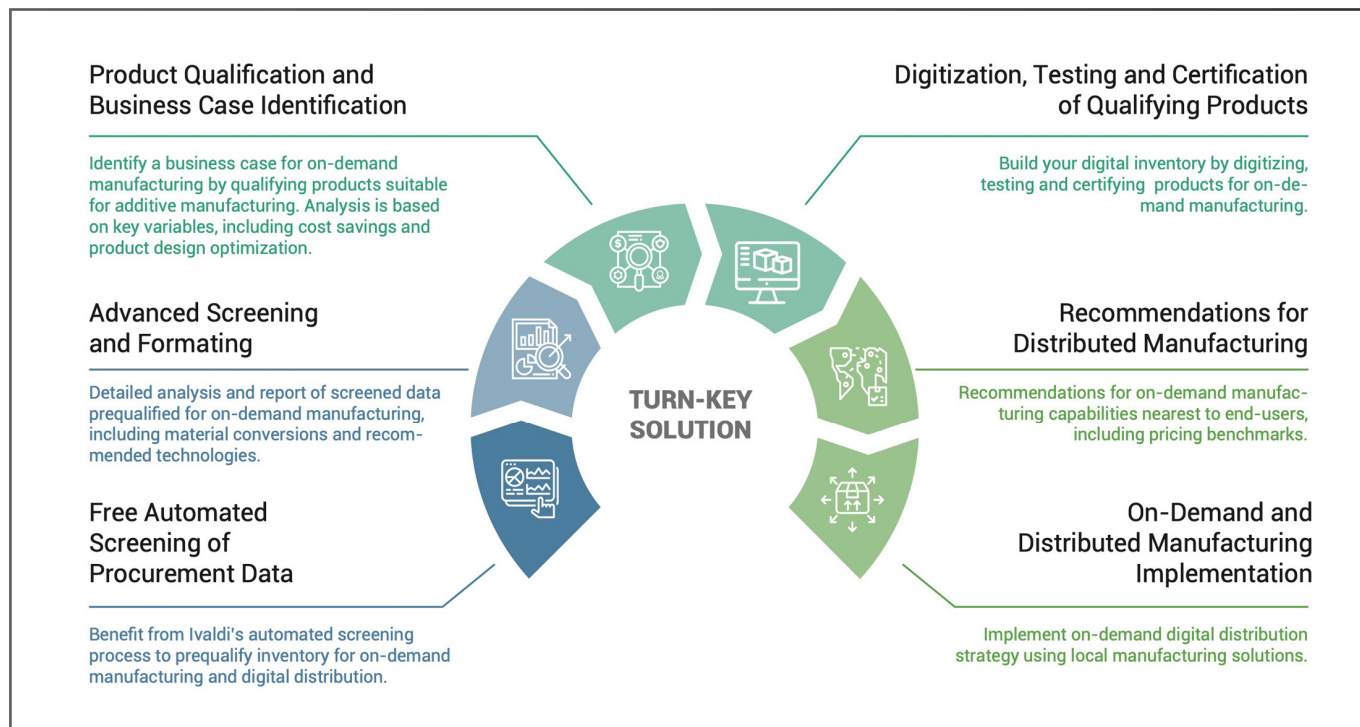 Product Qualification and
Business Case Identification
Identify a business case for on-demand
manufacturing by qualifying products suitable
for additive manufacturing. Analysis is based
on key variables, including cost savings and
product design optimization.
Advanced Screening
and Formating
Detailed analysis and report of screened data
prequalified for on-demand manufacturing,
including material conversions and recom-
mended technologies.
Free Automated
Screening of
Procurement Data
Benefit from Ivaldi's automated screening
process to prequalify inventory for on-demand
manufacturing and digital distribution.
TURN-KEY
SOLUTION
Digitization, Testing and Certification
of Qualifying Products
Build your digital inventory by digitizing,
testing and certifying products for on-de-
mand manufacturing.
Recommendations for
Distributed Manufacturing
Recommendations for on-demand manufac-
turing capabilities nearest to end-users,
including pricing benchmarks.
On-Demand and
Distributed Manufacturing
Implementation
Implement on-demand digital distribution
strategy using local manufacturing solutions.